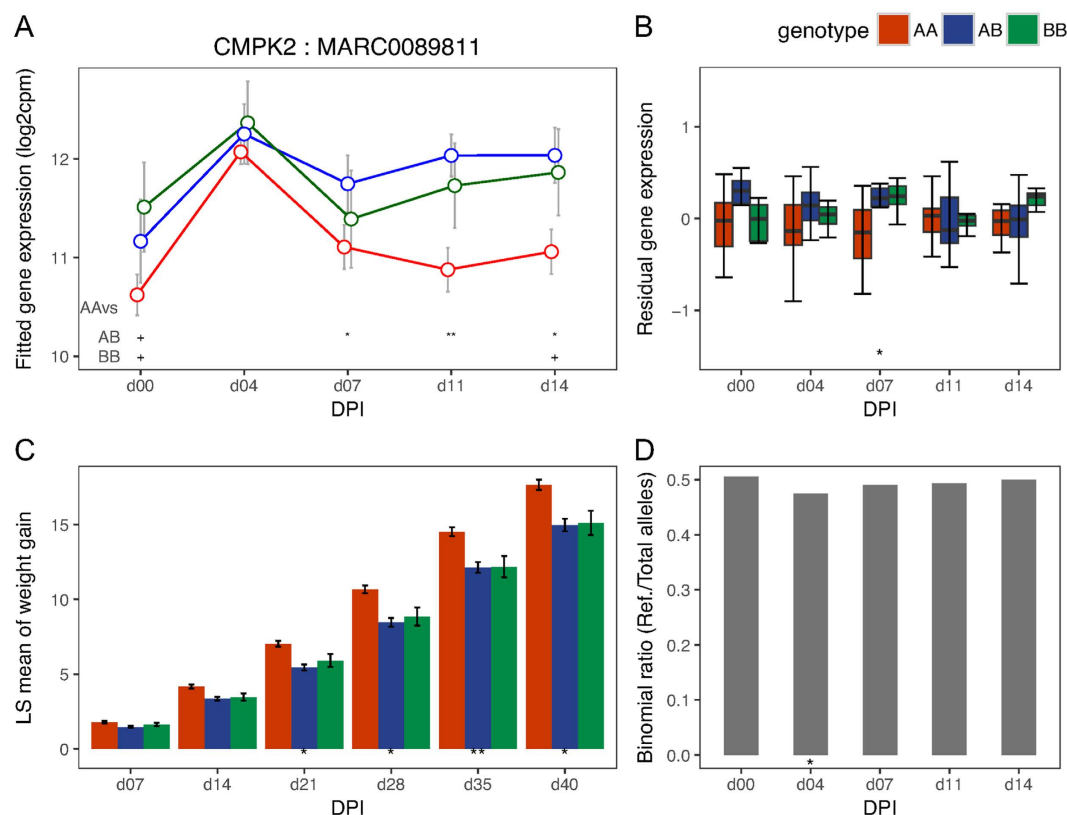 A
CMPK2 : MARC0089811
Fitted gene expression (log2cpm)
12
11
10
AAvs
AB + * ** *
BB + +
d00 d04 d07 d11 d14
DPI
B
genotype AA AB BB
Residual gene expression
1
0
−1
*
d00 d04 d07 d11 d14
DPI
C
LS mean of weight gain
15
10
5
0
* * ** *
d07 d14 d21 d28 d35 d40
DPI
D
Binomial ratio (Ref./Total alleles)
0.5
0.4
0.3
0.2
0.1
0.0
*
d00 d04 d07 d11 d14
DPI